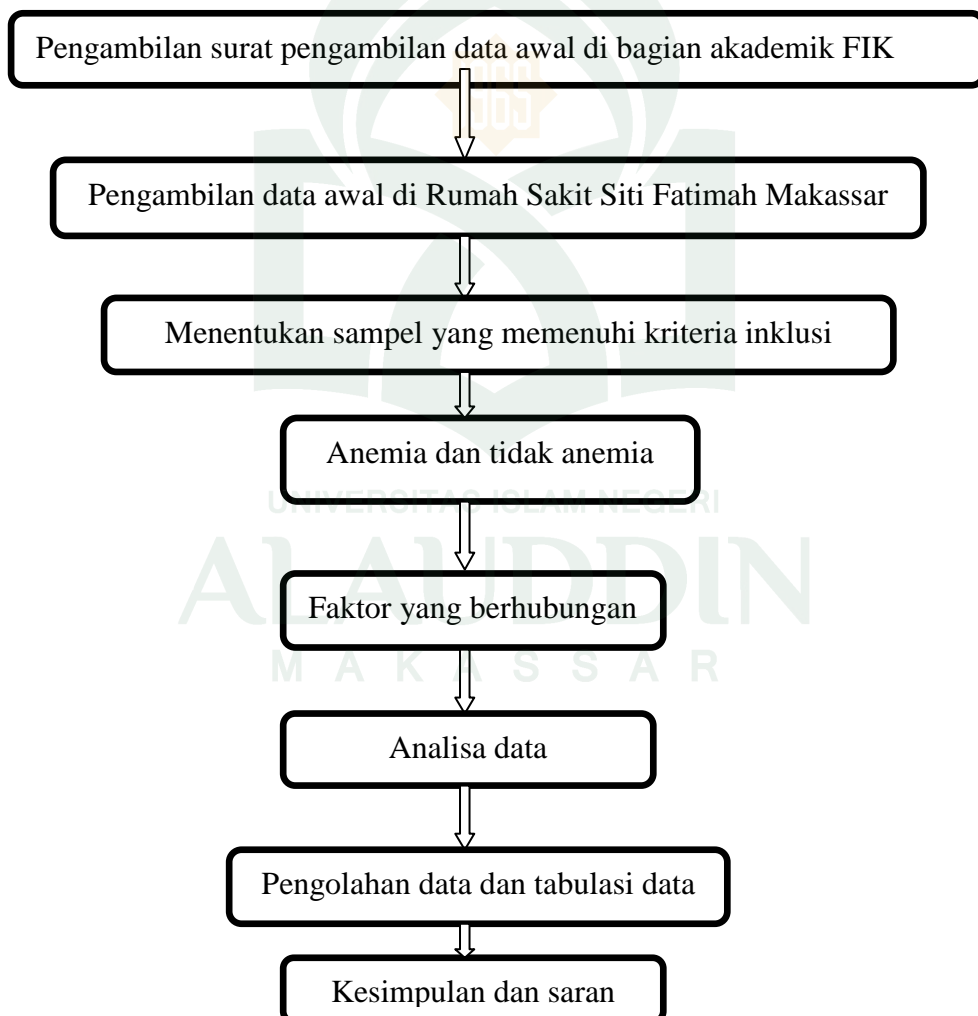 Pengambilan surat pengambilan data awal di bagian akademik FIK
Pengambilan data awal di Rumah Sakit Siti Fatimah Makassar
Menentukan sampel yang memenuhi kriteria inklusi
Anemia dan tidak anemia
UNIVERSITAS ISLAM NEGERI
ALAUDDIN
Faktor yang berhubungan
MAKASSAR
Analisa data
Pengolahan data dan tabulasi data
Kesimpulan dan saran